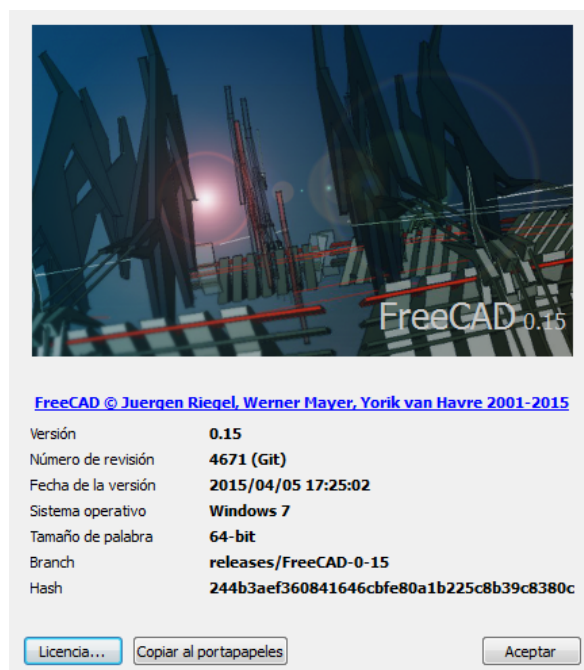 FreeCAD 0.15
FreeCAD © Juergen Riegel, Werner Mayer, Yorik van Havre 2001-2015
Versión 0.15
Número de revisión 4671 (Git)
Fecha de la versión 2015/04/05 17:25:02
Sistema operativo Windows 7
Tamaño de palabra 64-bit
Branch releases/FreeCAD-0-15
Hash 244b3aef360841646cbfe80a1b225c8b39c8380c
Licencia... Copiar al portapapeles Aceptar